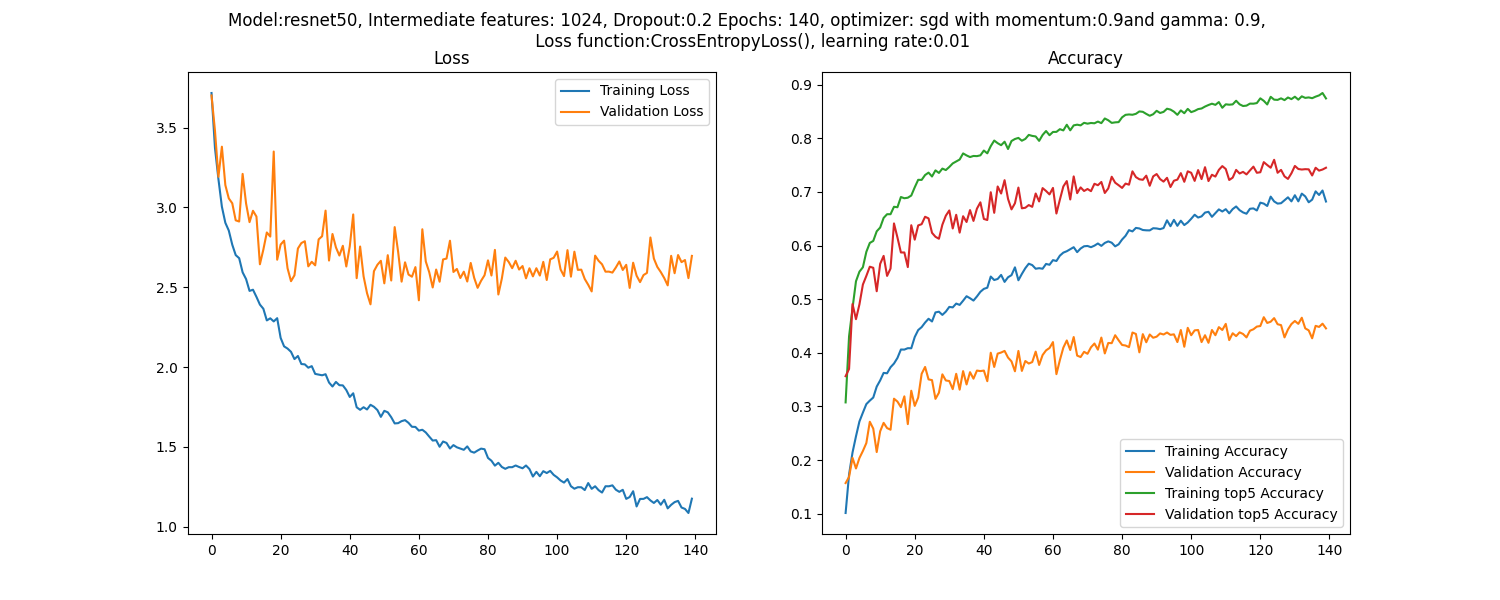 Model:resnet50, Intermediate features: 1024, Dropout:0.2 Epochs: 140, optimizer: sgd with momentum:0.9and gamma: 0.9,
Loss function:CrossEntropyLoss(), learning rate:0.01
Loss
Training Loss
Validation Loss
3.5
3.0
2.5
2.0
1.5
1.0
0 20 40 60 80 100 120 140
Accuracy
0.9
0.8
0.7
0.6
0.5
0.4
0.3
0.2
0.1
Training Accuracy
Validation Accuracy
Training top5 Accuracy
Validation top5 Accuracy
0 20 40 60 80 100 120 140